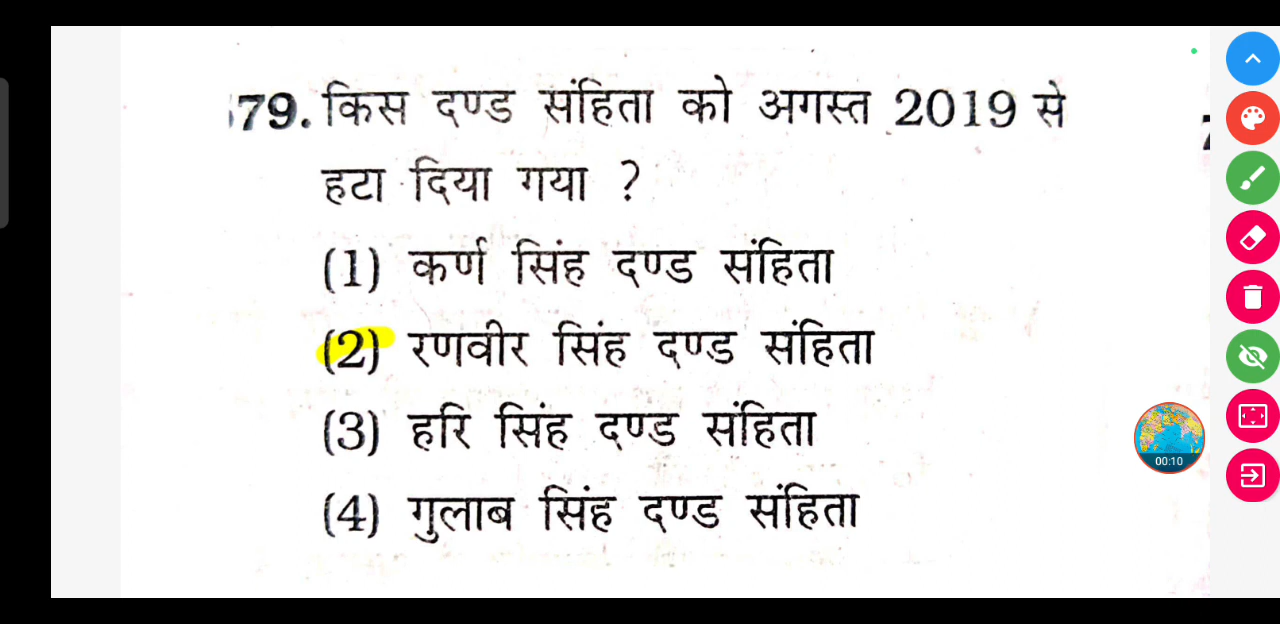 79. किस दण्ड संहिता को अगस्त 2019 से
हटा दिया गया ?
(1) कर्ण सिंह दण्ड संहिता
(2) रणवीर सिंह दण्ड संहिता
(3) हरि सिंह दण्ड संहिता
(4) गुलाब सिंह दण्ड संहिता
00:10